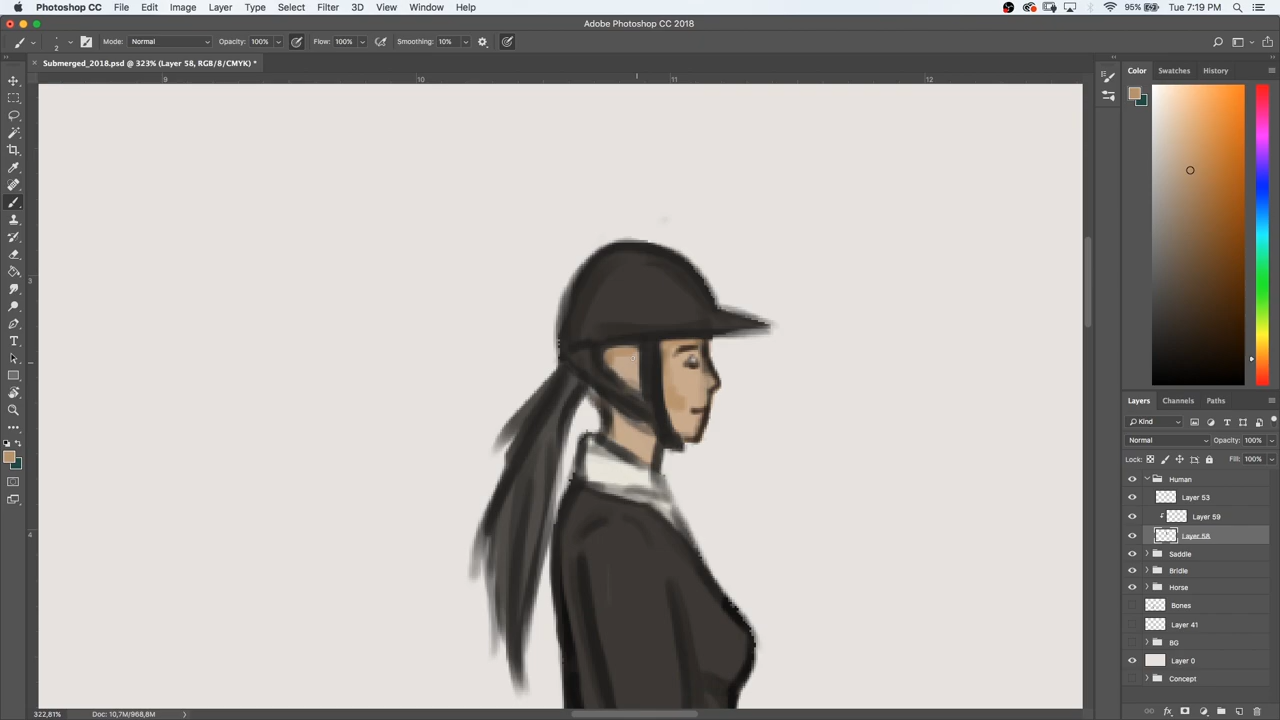 Photoshop CC File Edit Image Layer Type Select Filter 3D View Window Help 95% Tue 7:19 PM
Adobe Photoshop CC 2018
2 Mode: Normal Opacity: 100% Flow: 100% Smoothing: 10%
× Submerged_2018.psd @ 323% (Layer 58, RGB/8/CMYK) *
9 10 11 12
3
4
Color Swatches History
Layers Channels Paths
Kind
Normal Opacity: 100%
Lock: Fill: 100%
Human
Layer 53
Layer 59
Layer 58
Saddle
Bridle
Horse
Bones
Layer 41
BG
Layer 0
Concept
322,81% Doc: 10,7M/968,8M